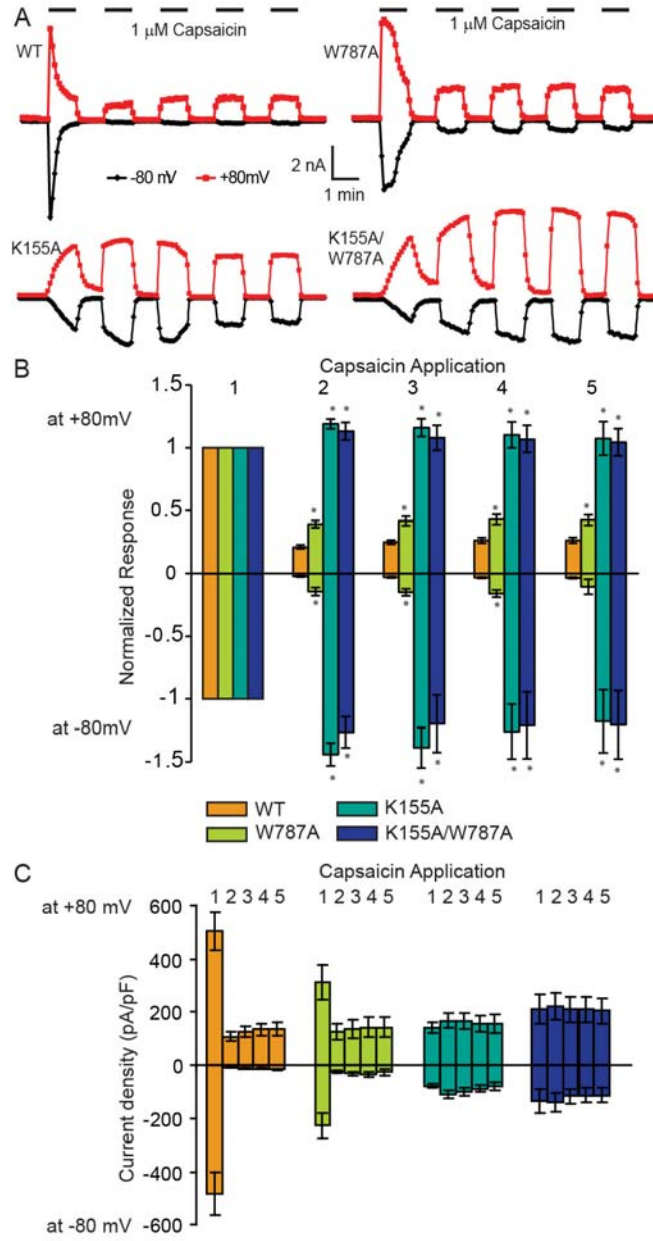 A
1 µM Capsaicin
WT
1 µM Capsaicin
W787A
-80 mV
+80mV
2 nA
1 min
K155A
K155A/
W787A
B
Capsaicin Application
1 2 3 4 5
at +80mV
1.5
1
0.5
0
-0.5
-1
-1.5
Normalized Response
at -80mV
* * * * * * * * * * * *
* * * * * * * * * * *
WT
K155A
W787A
K155A/W787A
C
Capsaicin Application
at +80 mV
1 2 3 4 5 1 2 3 4 5 1 2 3 4 5 1 2 3 4 5
600
400
200
0
-200
-400
-600
Current density (pA/pF)
at -80 mV